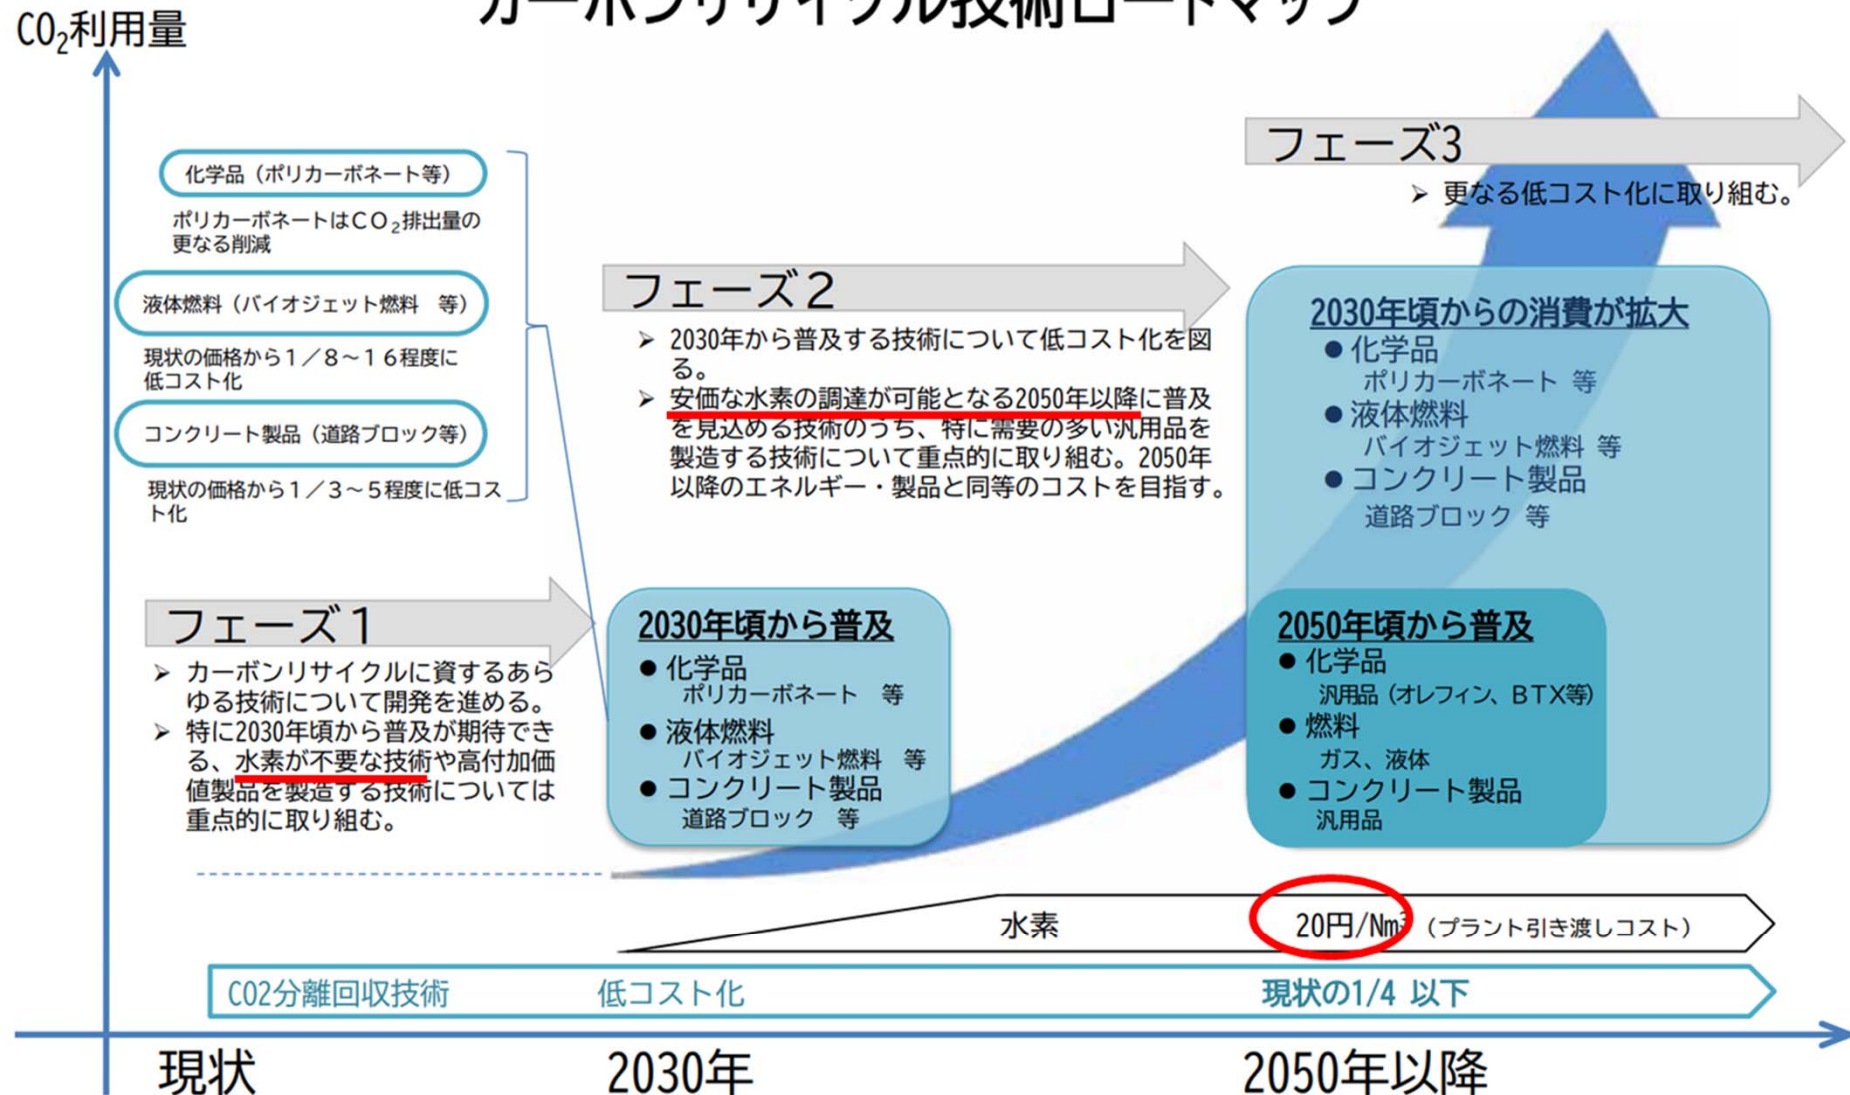 カーボンリサイクル技術ロードマップ
CO₂利用量
化学品（ポリカーボネート等）
ポリカーボネートはＣＯ₂排出量の
更なる削減
液体燃料（バイオジェット燃料　等）
現状の価格から１／８～１６程度に
低コスト化
コンクリート製品（道路ブロック等）
現状の価格から１／３～５程度に低コス
ト化
フェーズ１
➢ カーボンリサイクルに資するあら
ゆる技術について開発を進める。
➢ 特に2030年頃から普及が期待でき
る、水素が不要な技術や高付加価
値製品を製造する技術については
重点的に取り組む。
フェーズ２
➢ 2030年から普及する技術について低コスト化を図
る。
➢ 安価な水素の調達が可能となる2050年以降に普及
を見込める技術のうち、特に需要の多い汎用品を
製造する技術について重点的に取り組む。2050年
以降のエネルギー・製品と同等のコストを目指す。
フェーズ3
➢ 更なる低コスト化に取り組む。
2030年頃から普及
● 化学品
ポリカーボネート　等
● 液体燃料
バイオジェット燃料　等
● コンクリート製品
道路ブロック　等
2030年頃からの消費が拡大
● 化学品
ポリカーボネート 等
● 液体燃料
バイオジェット燃料 等
● コンクリート製品
道路ブロック 等
2050年頃から普及
● 化学品
汎用品（オレフィン、ＢＴＸ等）
● 燃料
ガス、液体
● コンクリート製品
汎用品
水素 20円/Nm³（プラント引き渡しコスト）
CO2分離回収技術 低コスト化 現状の1/4 以下
現状 2030年 2050年以降